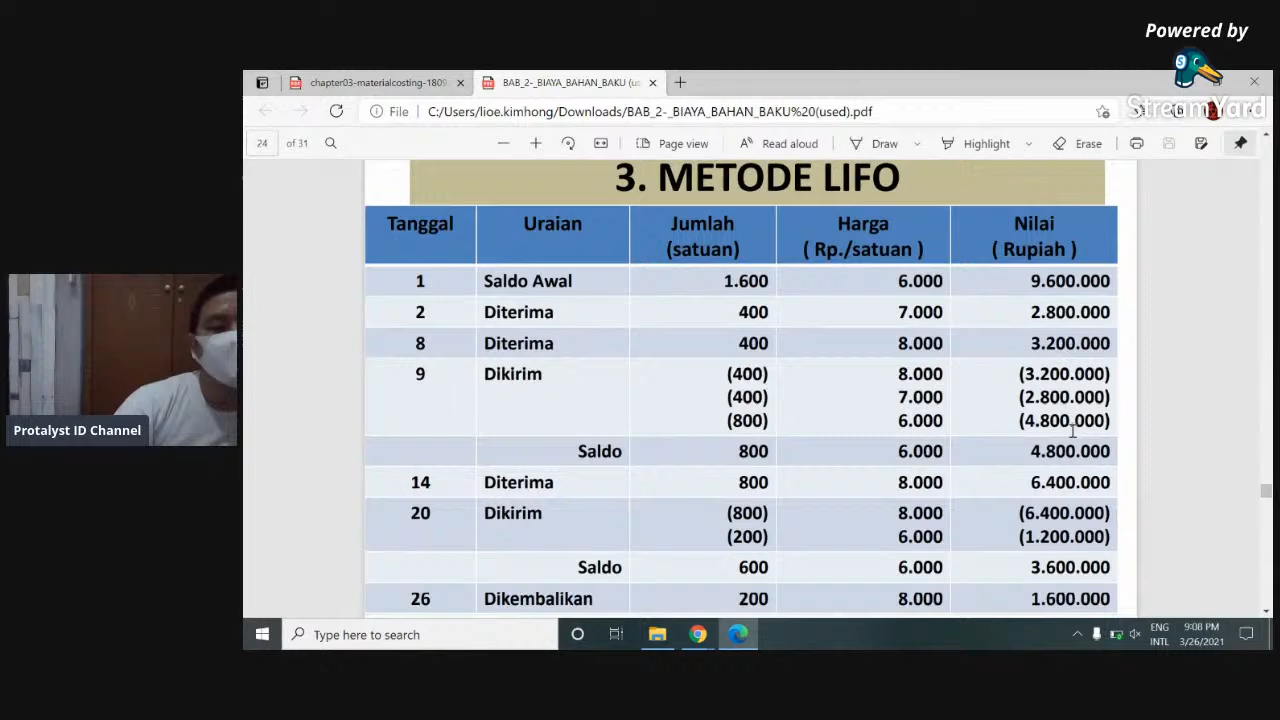 Powered by
StreamYard
chapter03-materialcosting-1809
BAB_2-_BIAYA_BAHAN_BAKU (us
File
C:/Users/lioe.kimhong/Downloads/BAB_2-_BIAYA_BAHAN_BAKU%20(used).pdf
24 of 31
Page view
Read aloud
Draw
Highlight
Erase
3. METODE LIFO
Tanggal Uraian Jumlah (satuan) Harga ( Rp./satuan ) Nilai ( Rupiah )
1 Saldo Awal 1.600 6.000 9.600.000
2 Diterima 400 7.000 2.800.000
8 Diterima 400 8.000 3.200.000
9 Dikirim (400) 8.000 (3.200.000)
(400) 7.000 (2.800.000)
(800) 6.000 (4.800.000)
Saldo 800 6.000 4.800.000
14 Diterima 800 8.000 6.400.000
20 Dikirim (800) 8.000 (6.400.000)
(200) 6.000 (1.200.000)
Saldo 600 6.000 3.600.000
26 Dikembalikan 200 8.000 1.600.000
Protalyst ID Channel
Type here to search
ENG
INTL
9:08 PM
3/26/2021